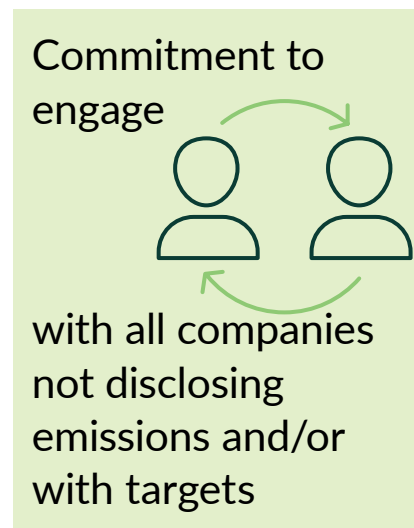 Commitment to
engage
with all companies
not disclosing
emissions and/or
with targets